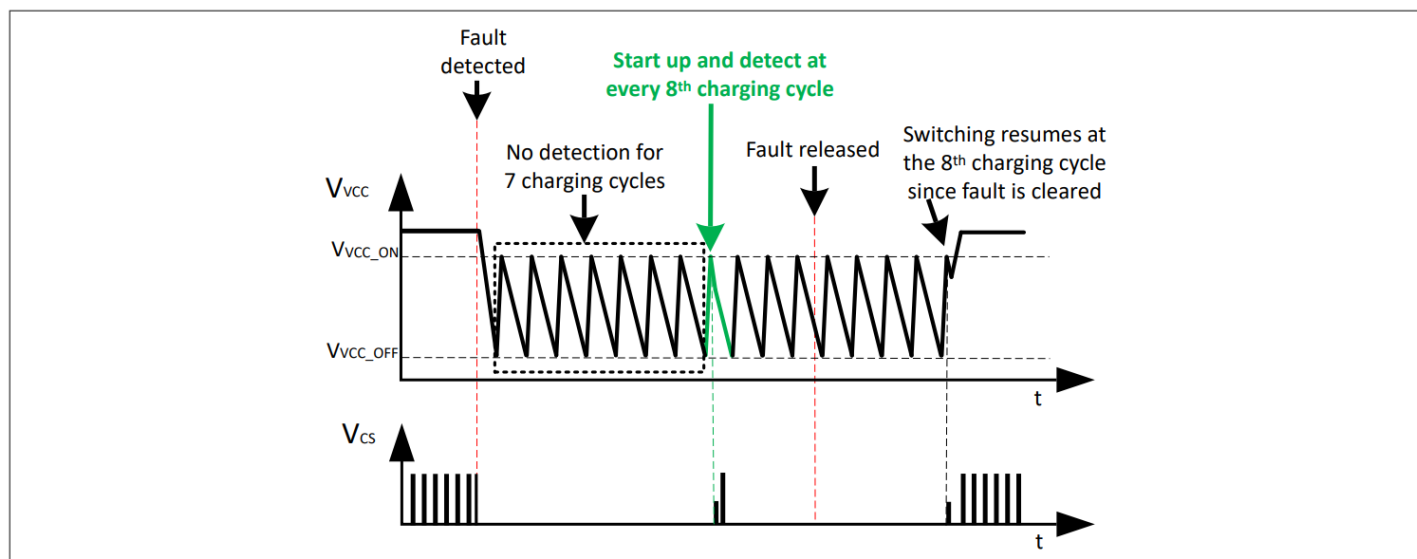 Fault
detected
Start up and detect at
every 8th charging cycle
No detection for
7 charging cycles
Fault released
Switching resumes at
the 8th charging cycle
since fault is cleared
VVCC
VVCC_ON
VVCC_OFF
t
VCS
t